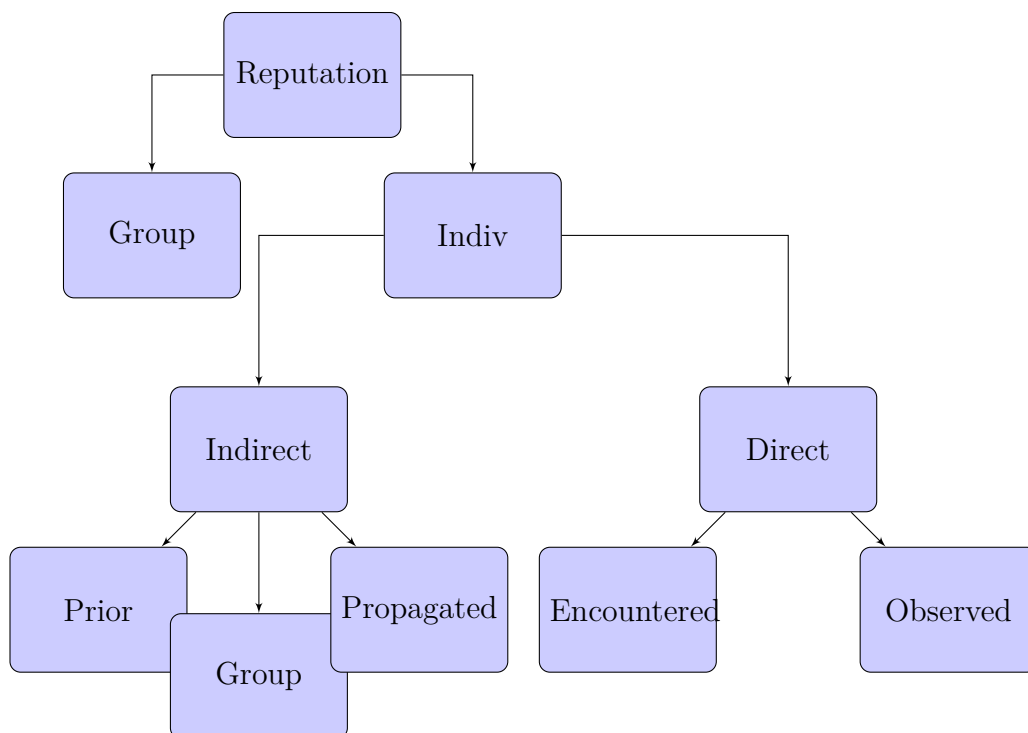 Reputation
Group
Indiv
Indirect
Direct
Prior
Group
Propagated
Encountered
Observed